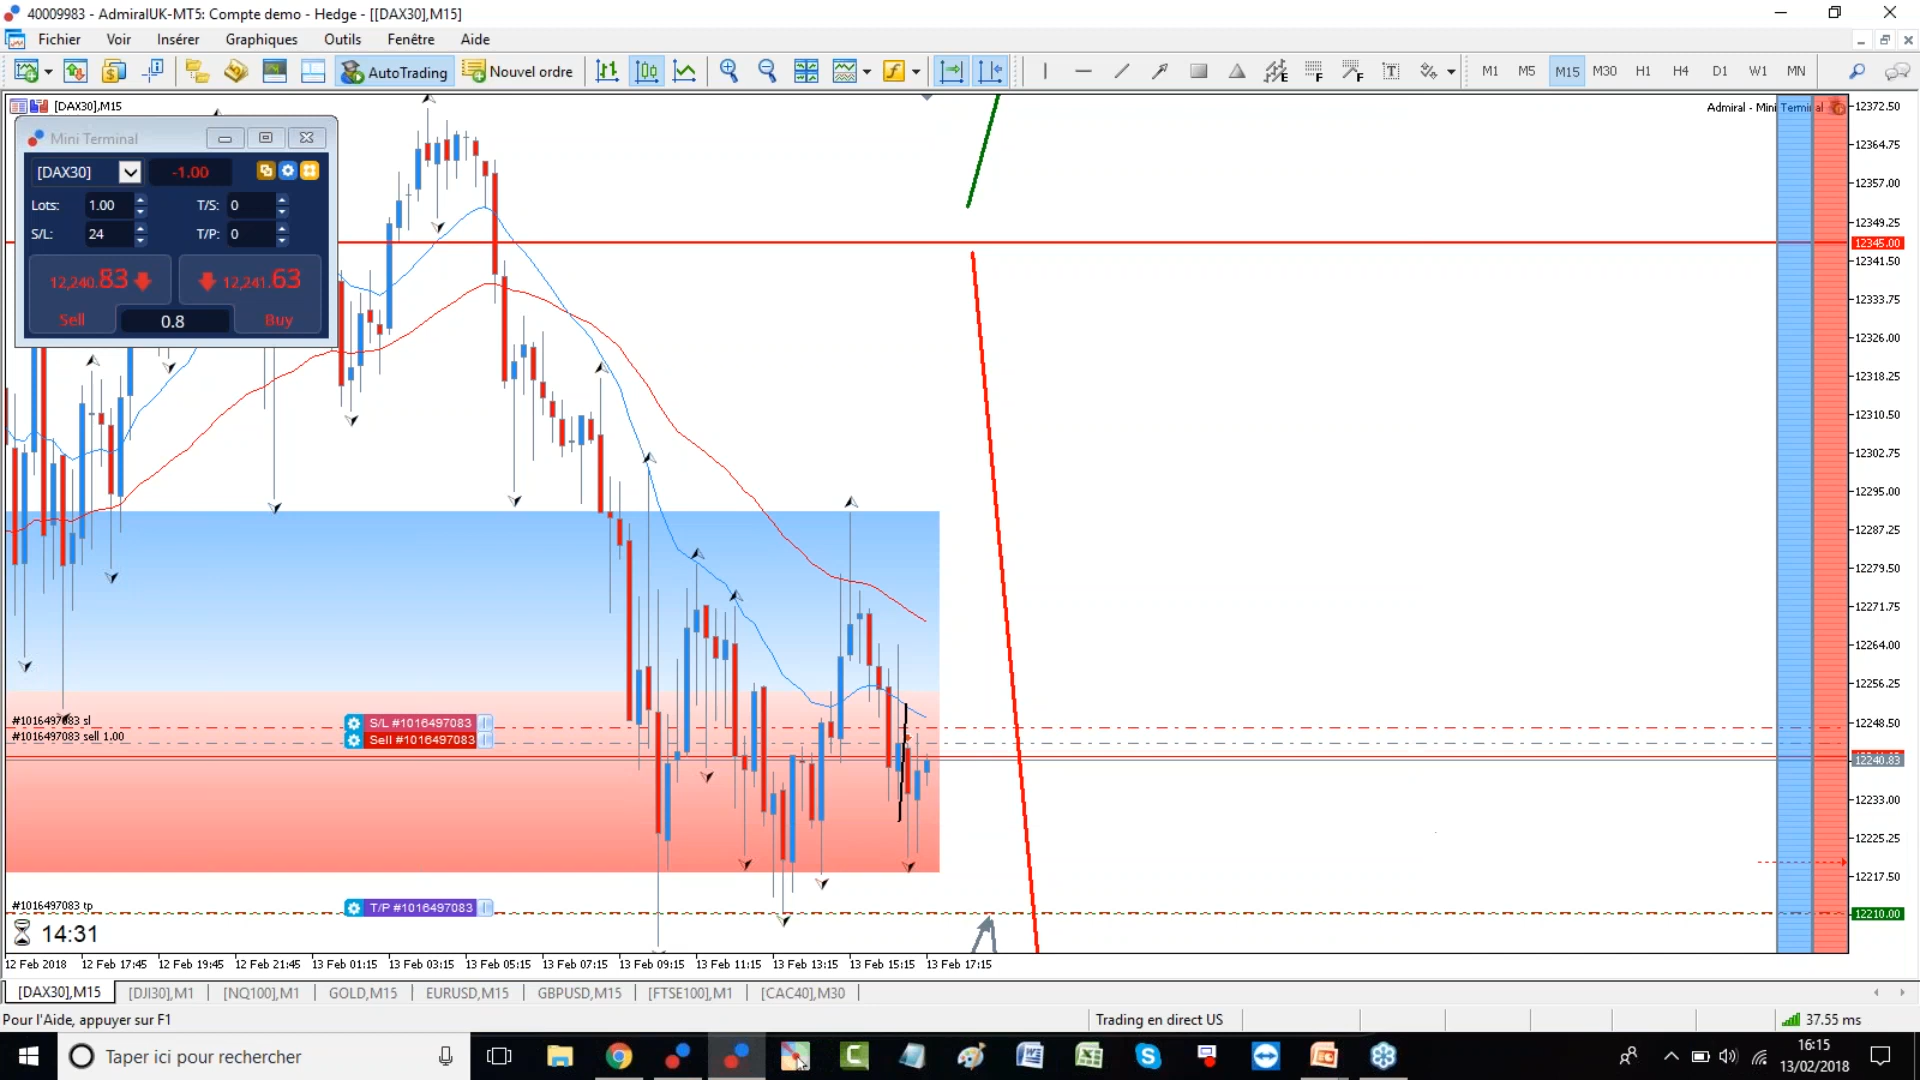 40009983 - AdmiralUK-MT5: Compte demo - Hedge - [[DAX30],M15]
Fichier Voir Insérer Graphiques Outils Fenêtre Aide
AutoTrading Nouvel ordre M1 M5 M15 M30 H1 H4 D1 W1 MN
[DAX30],M15
Admiral - Mini Terminal
Mini Terminal
[DAX30] -1.00
Lots: 1.00 T/S: 0
S/L: 24 T/P: 0
12,240.83 12,241.63
Sell 0.8 Buy
12372.50
12364.75
12357.00
12349.25
12345.00
12341.50
12333.75
12326.00
12318.25
12310.50
12302.75
12295.00
12287.25
12279.50
12271.75
12264.00
12256.25
12248.50
12240.83
12233.00
12225.25
12217.50
12210.00
#1016497083 sl
S/L #1016497083
#1016497083 sell 1.00
Sell #1016497083
#1016497083 tp
T/P #1016497083
14:31
12 Feb 2018 12 Feb 17:45 12 Feb 19:45 12 Feb 21:45 13 Feb 01:15 13 Feb 03:15 13 Feb 05:15 13 Feb 07:15 13 Feb 09:15 13 Feb 11:15 13 Feb 13:15 13 Feb 15:15 13 Feb 17:15
[DAX30],M15 [DJI30],M1 [NQ100],M1 GOLD,M15 EURUSD,M15 GBPUSD,M15 [FTSE100],M1 [CAC40],M30
Pour l'Aide, appuyer sur F1
Trading en direct US
37.55 ms
Taper ici pour rechercher
16:15
13/02/2018